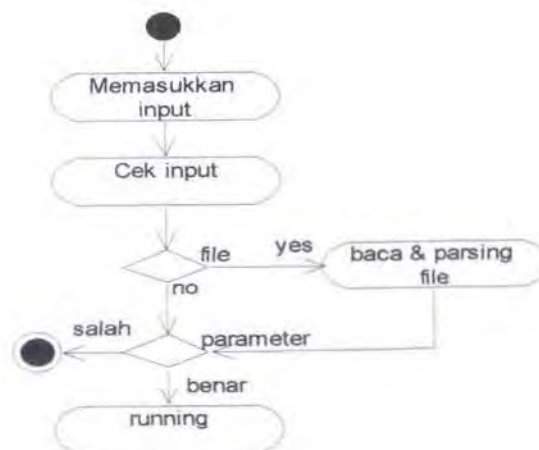 Memasukkan
input
Cek input
file
yes
baca & parsing
file
no
salah
parameter
benar
running